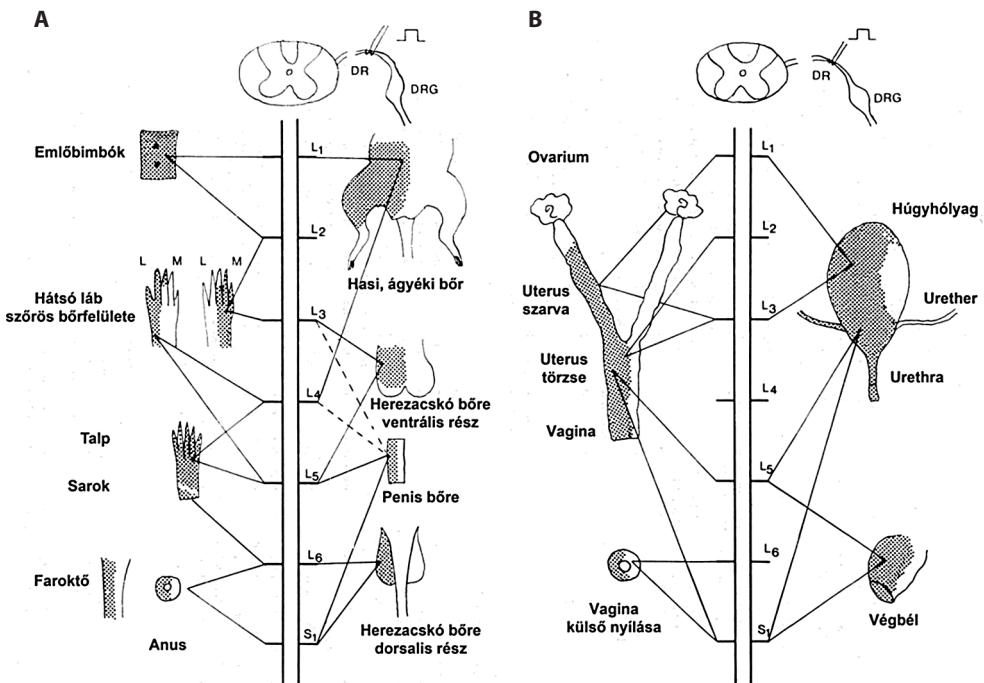 A
DR
DRG
Emlőbimbók
L1
L2
Hasi, ágyéki bőr
L M L M
Hátsó láb
szőrös bőrfelülete
L3
L4
Herezacskó bőre
ventrális rész
Talp
Sarok
L5
Penis bőre
L6
Faroktő
Anus
S1
Herezacskó bőre
dorsalis rész
B
DR
DRG
Ovarium
L1
Húgyhólyag
L2
Uterus
szarva
L3
Urether
Uterus
törzse
Urethra
L4
Vagina
L5
L6
Vagina
külső nyílása
S1
Végbél